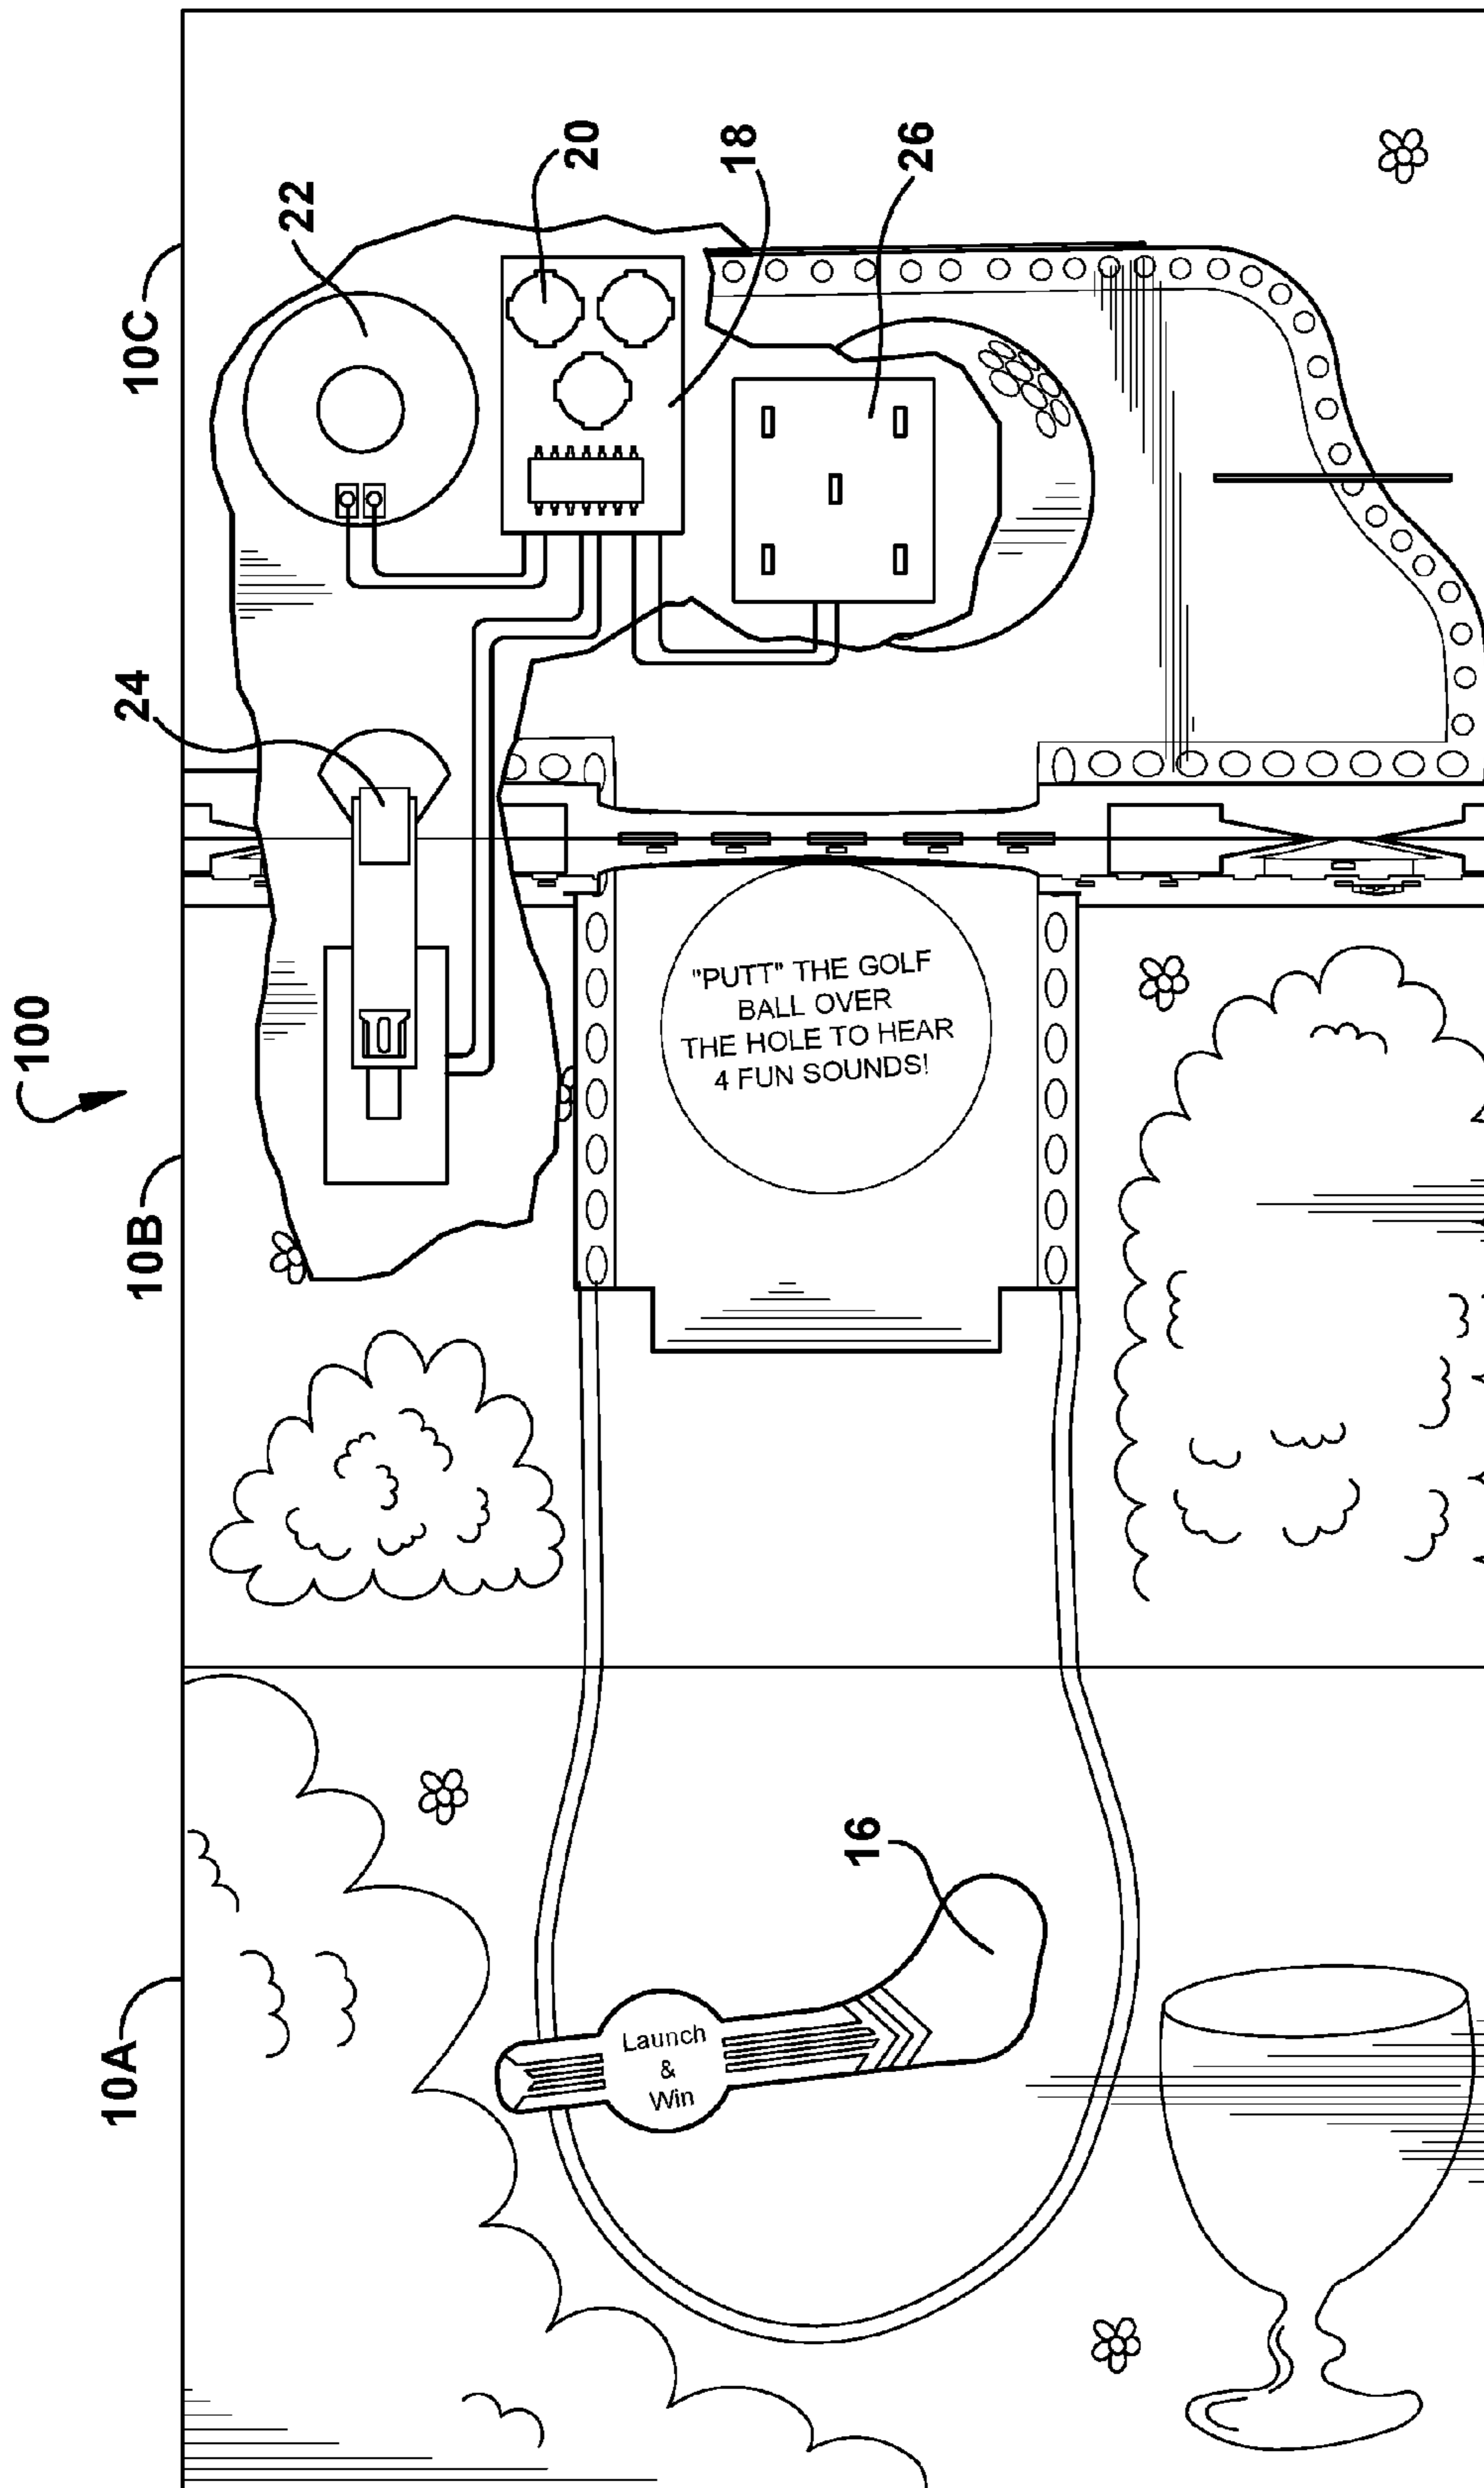 100
10A
10B
10C
24
22
20
18
26
"PUTT" THE GOLF
BALL OVER
THE HOLE TO HEAR
4 FUN SOUNDS!
16
Launch
&
Win